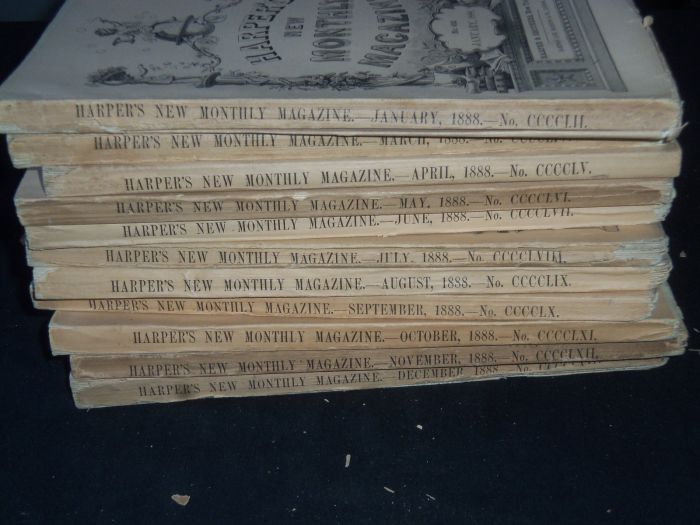 HARPER'S
NEW
MONTHLY
MAGAZINE
HARPER'S NEW MONTHLY MAGAZINE.—JANUARY, 1888.—No. CCCCLII.
HARPER'S NEW MONTHLY MAGAZINE.—MARCH, 1888.—No.
HARPER'S NEW MONTHLY MAGAZINE.—APRIL, 1888.—No. CCCCLV.
HARPER'S NEW MONTHLY MAGAZINE.—MAY, 1888.—No. CCCCLVI.
HARPER'S NEW MONTHLY MAGAZINE.—JUNE, 1888.—No. CCCCLVII.
HARPER'S NEW MONTHLY MAGAZINE.—JULY, 1888.—No. CCCCLVIII.
HARPER'S NEW MONTHLY MAGAZINE.—AUGUST, 1888.—No. CCCCLIX.
HARPER'S NEW MONTHLY MAGAZINE.—SEPTEMBER, 1888.—No. CCCCLX.
HARPER'S NEW MONTHLY MAGAZINE.—OCTOBER, 1888.—No. CCCCLXI.
HARPER'S NEW MONTHLY MAGAZINE.—NOVEMBER, 1888.—No. CCCCLXII.
HARPER'S NEW MONTHLY MAGAZINE.—DECEMBER, 1888.—No.